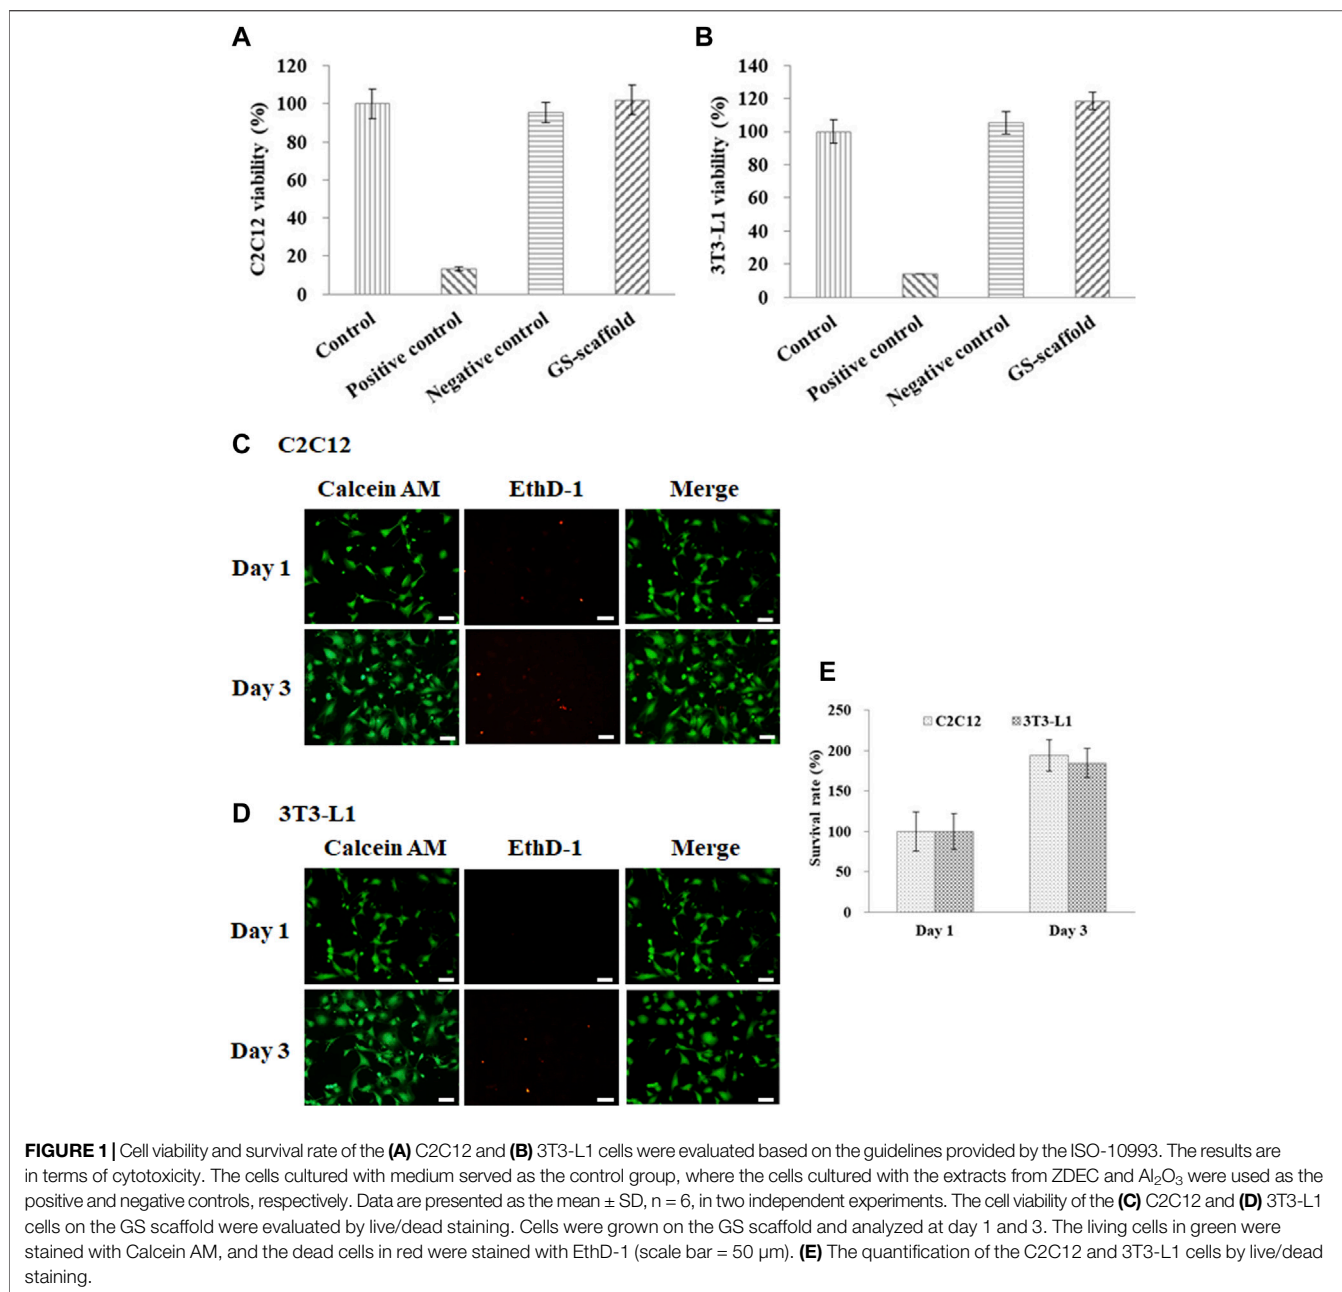 A
B
120
100
80
60
40
20
0
C2C12 viability (%)
Control
Positive control
Negative control
GS-scaffold
140
120
100
80
60
40
20
0
3T3-L1 viability (%)
Control
Positive control
Negative control
GS-scaffold
C C2C12
Calcein AM EthD-1 Merge
Day 1
Day 3
D 3T3-L1
Calcein AM EthD-1 Merge
Day 1
Day 3
E
250
200
150
100
50
0
Survival rate (%)
C2C12 3T3-L1
Day 1 Day 3
FIGURE 1 | Cell viability and survival rate of the (A) C2C12 and (B) 3T3-L1 cells were evaluated based on the guidelines provided by the ISO-10993. The results are
in terms of cytotoxicity. The cells cultured with medium served as the control group, where the cells cultured with the extracts from ZDEC and Al₂O₃ were used as the
positive and negative controls, respectively. Data are presented as the mean ± SD, n = 6, in two independent experiments. The cell viability of the (C) C2C12 and (D) 3T3-L1
cells on the GS scaffold were evaluated by live/dead staining. Cells were grown on the GS scaffold and analyzed at day 1 and 3. The living cells in green were
stained with Calcein AM, and the dead cells in red were stained with EthD-1 (scale bar = 50 μm). (E) The quantification of the C2C12 and 3T3-L1 cells by live/dead
staining.